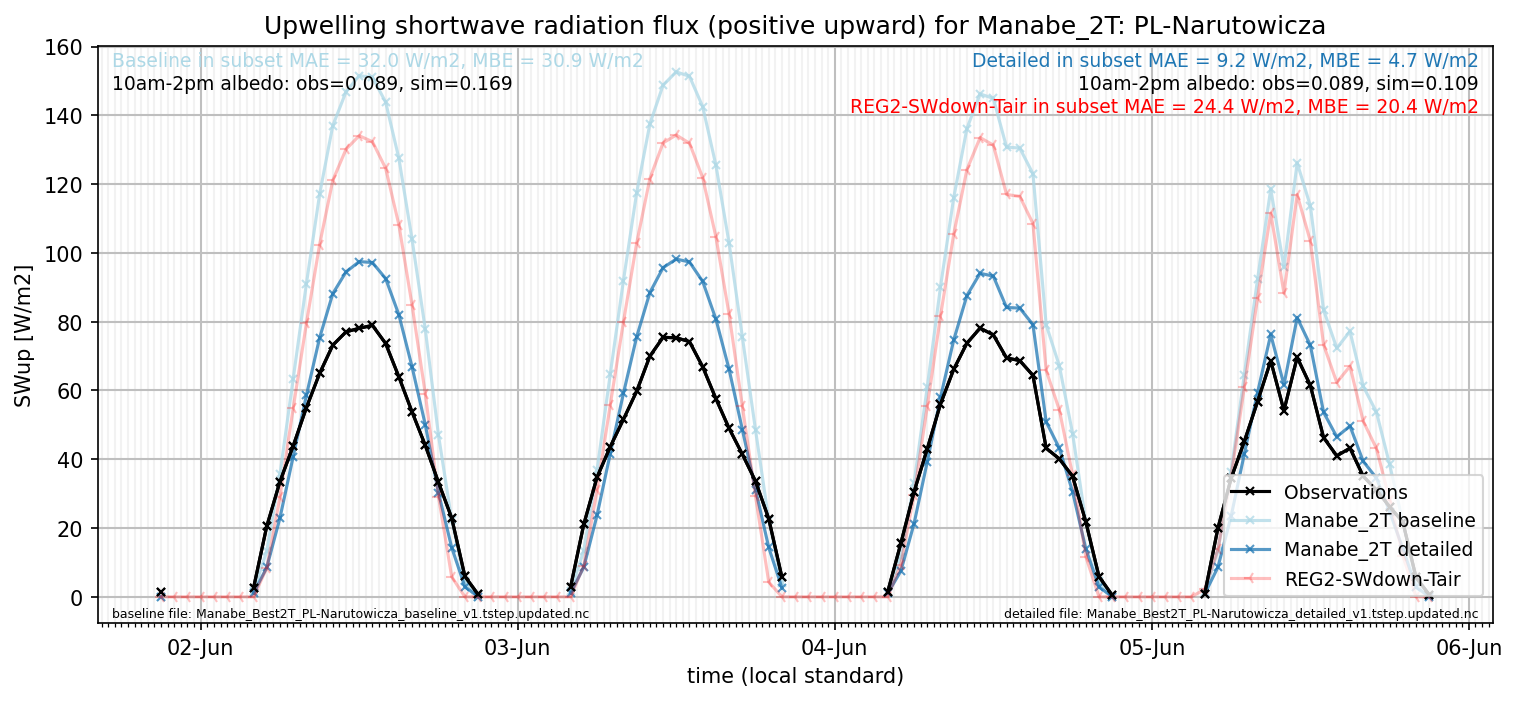 Upwelling shortwave radiation flux (positive upward) for Manabe_2T: PL-Narutowicza
Baseline in subset MAE = 32.0 W/m2, MBE = 30.9 W/m2
10am-2pm albedo: obs=0.089, sim=0.169
Detailed in subset MAE = 9.2 W/m2, MBE = 4.7 W/m2
10am-2pm albedo: obs=0.089, sim=0.109
REG2-SWdown-Tair in subset MAE = 24.4 W/m2, MBE = 20.4 W/m2
SWup [W/m2]
160
140
120
100
80
60
40
20
0
Observations
Manabe_2T baseline
Manabe_2T detailed
REG2-SWdown-Tair
baseline file: Manabe_Best2T_PL-Narutowicza_baseline_v1.tstep.updated.nc
detailed file: Manabe_Best2T_PL-Narutowicza_detailed_v1.tstep.updated.nc
02-Jun
03-Jun
04-Jun
05-Jun
06-Jun
time (local standard)